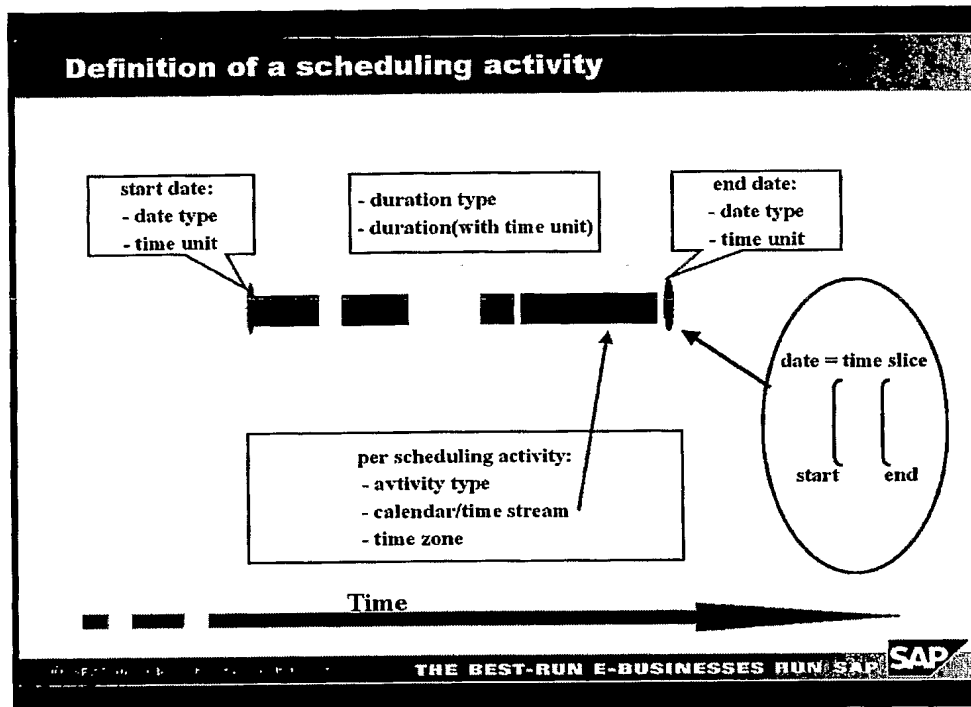 Definition of a scheduling activity
start date:
- date type
- time unit
- duration type
- duration(with time unit)
end date:
- date type
- time unit
date = time slice
start end
per scheduling activity:
- avtivity type
- calendar/time stream
- time zone
Time
THE BEST-RUN E-BUSINESSES RUN SAP
SAP